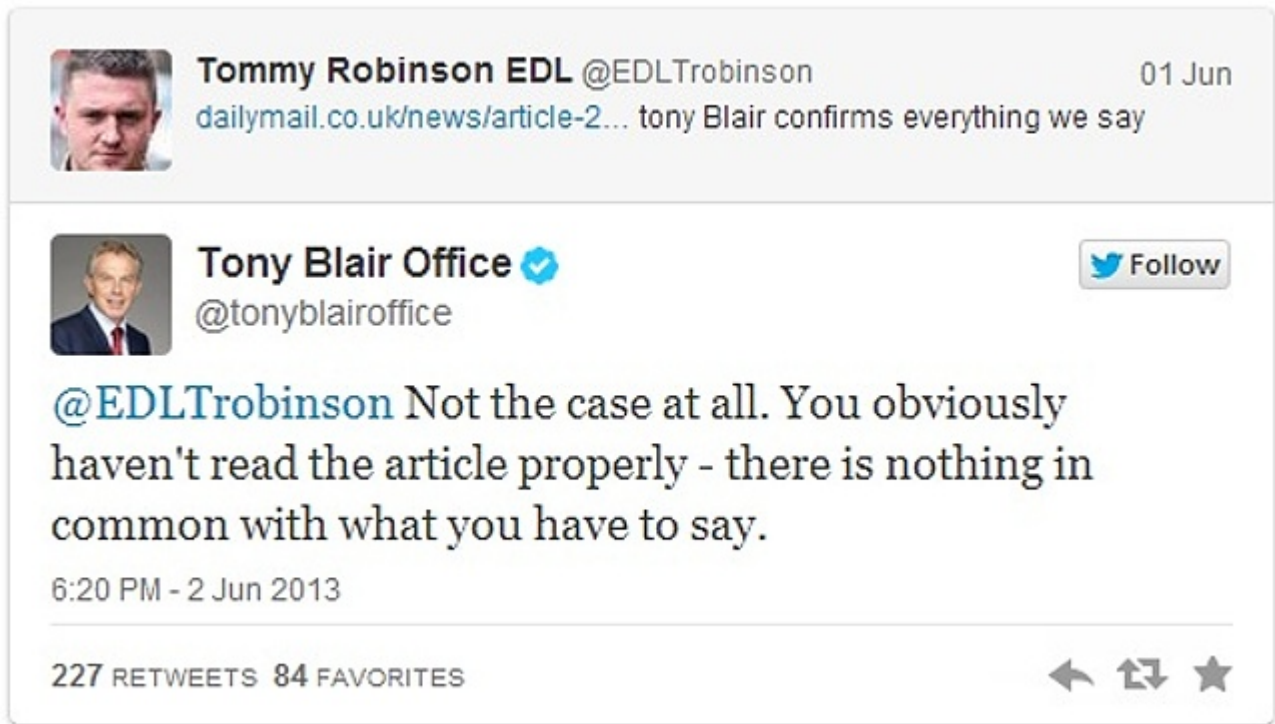 Tommy Robinson EDL @EDLTrobinson 01 Jun
dailymail.co.uk/news/article-2... tony Blair confirms everything we say
Tony Blair Office Follow
@tonyblairoffice
@EDLTrobinson Not the case at all. You obviously
haven't read the article properly - there is nothing in
common with what you have to say.
6:20 PM - 2 Jun 2013
227 RETWEETS 84 FAVORITES